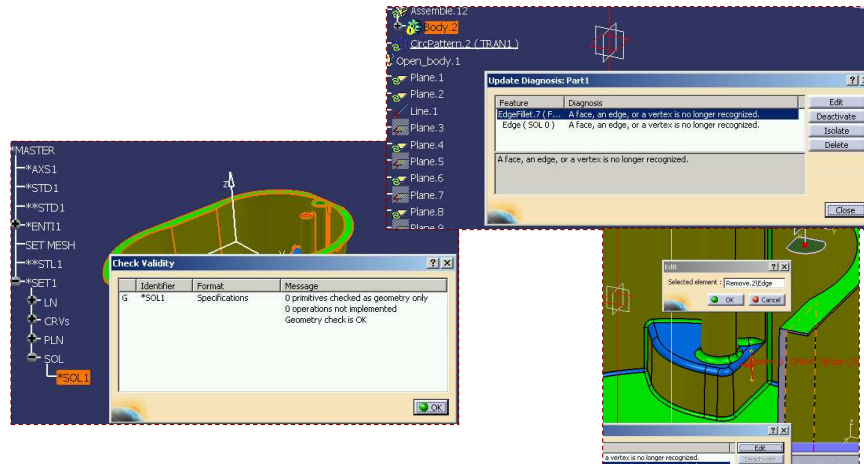 Assemble.12
Body.2
CircPattern.2 ( TRAN1 )
Open_body.1
Plane.1
Plane.2
Line.1
Plane.3
Plane.4
Plane.5
Plane.6
Plane.7
Plane.8
Plane.9
Update Diagnosis: Part1
Feature Diagnosis
EdgeFillet.7 ( F... A face, an edge, or a vertex is no longer recognized.
Edge ( SOL 0 ) A face, an edge, or a vertex is no longer recognized.
A face, an edge, or a vertex is no longer recognized.
Edit
Deactivate
Isolate
Delete
Close
*MASTER
*AXS1
*STD1
**STD1
*ENTI1
SET MESH
**STL1
*SET1
LN
CRVs
PLN
SOL
*SOL1
z
Check Validity
Identifier Format Message
G *SOL1 Specifications 0 primitives checked as geometry only
0 operations not implemented
Geometry check is OK
OK
Edit
Selected element : Remove.2\Edge
OK Cancel
a vertex is no longer recognized.
Edit
Deactivate